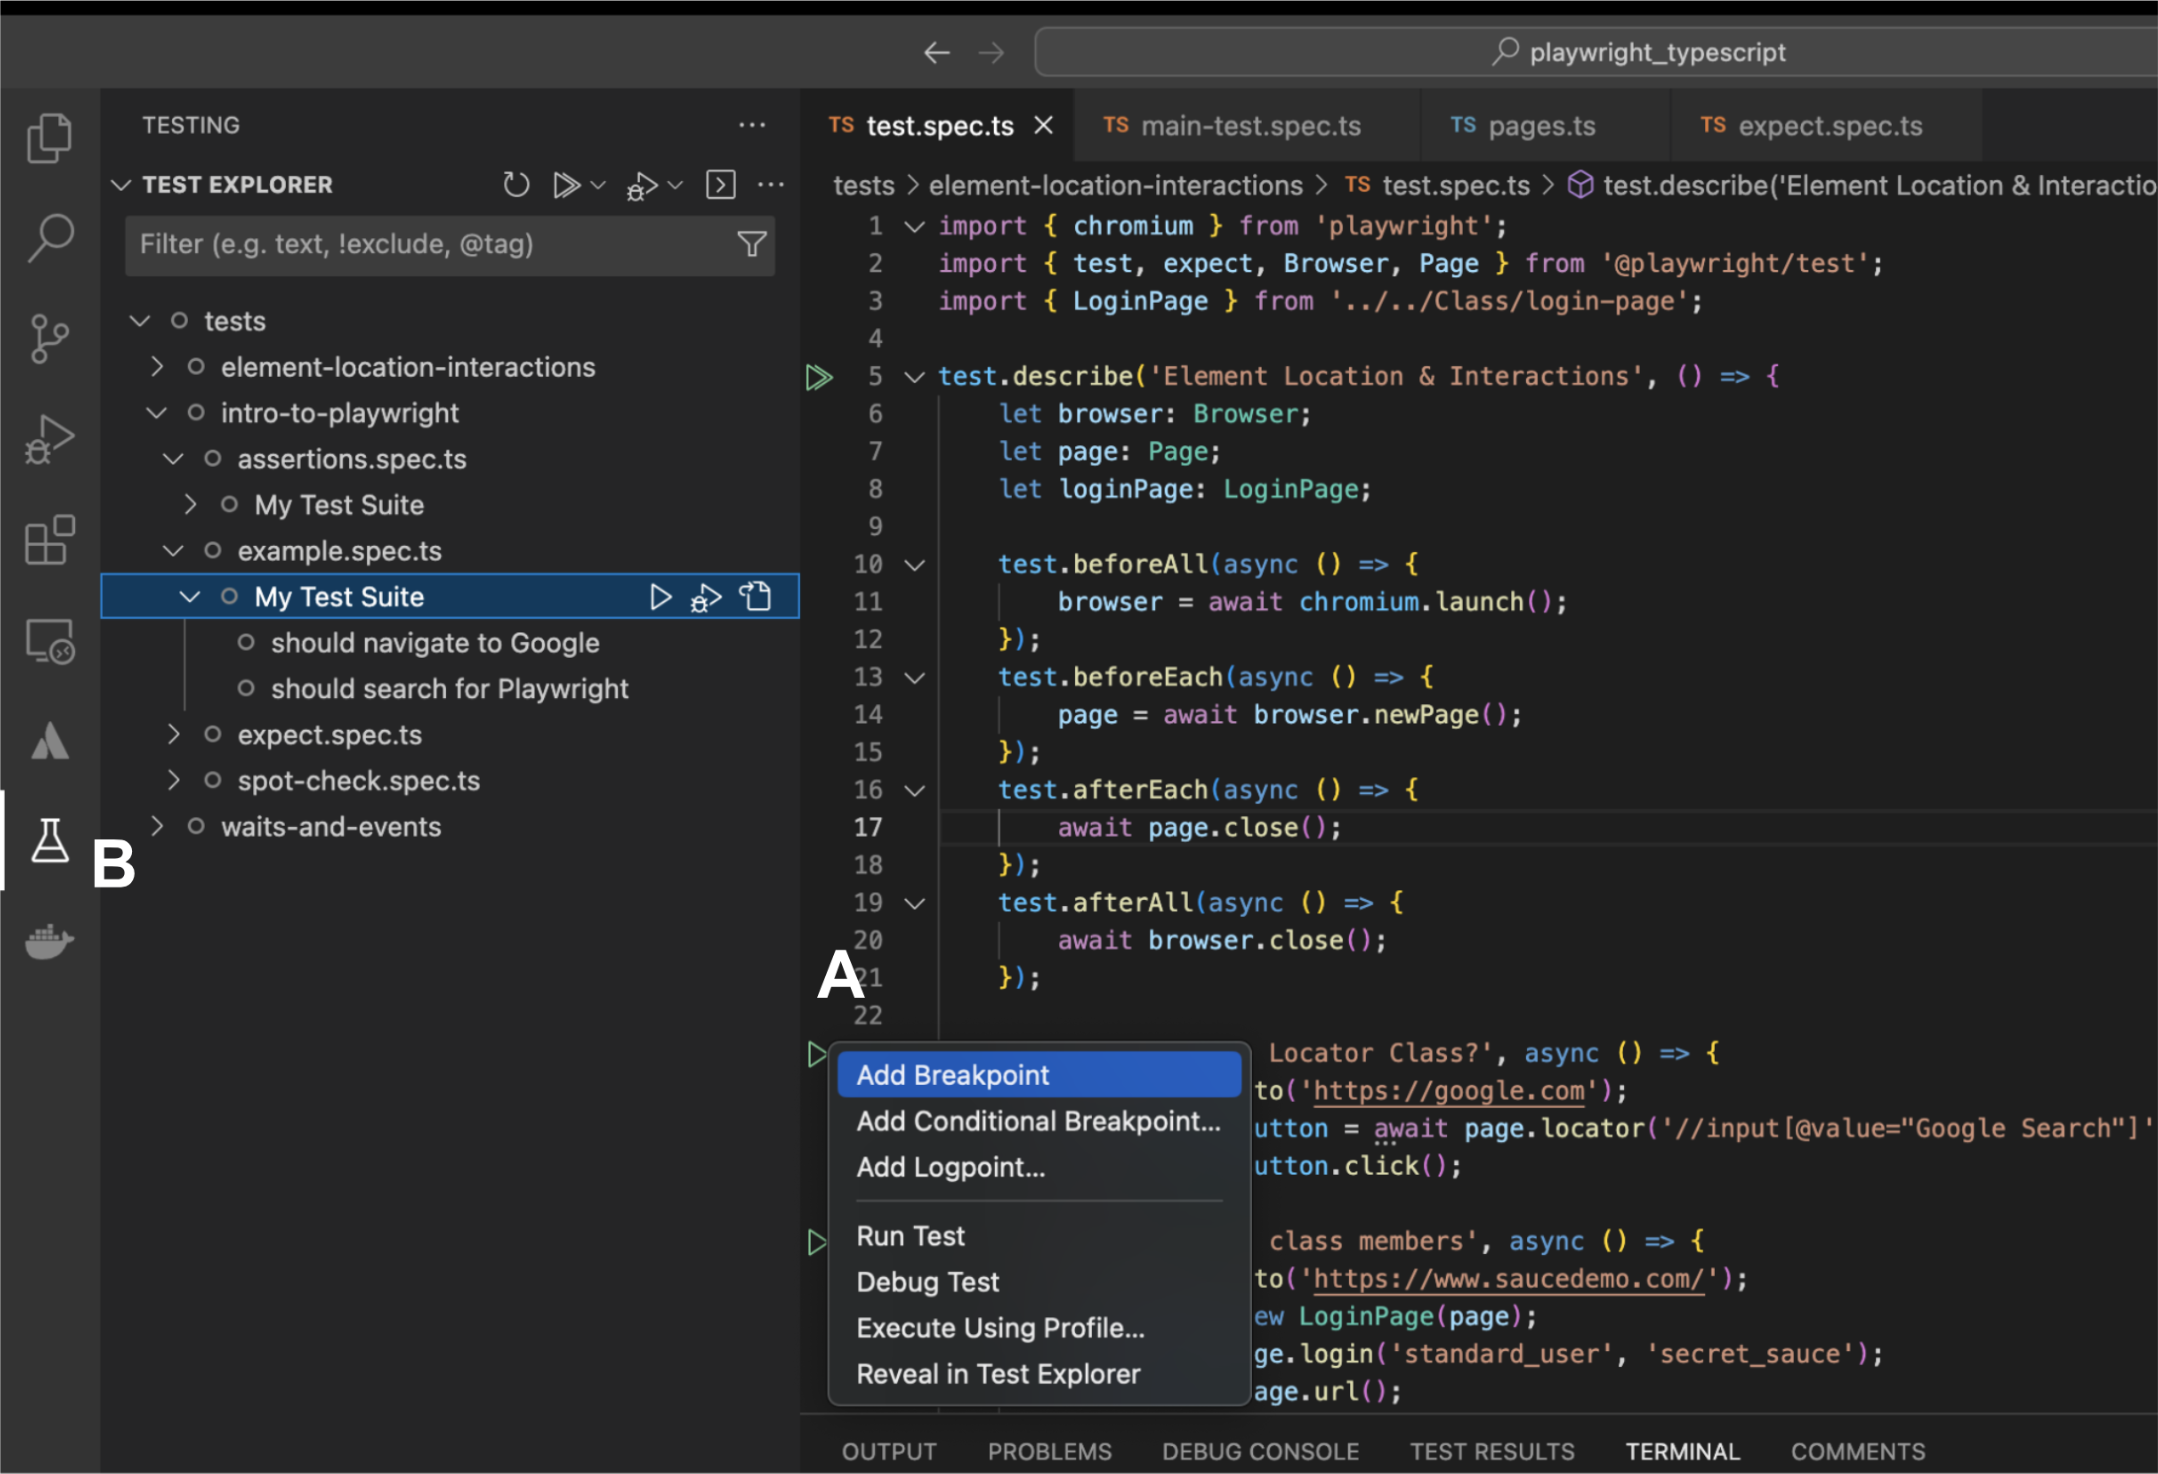 playwright_typescript
TESTING
TEST EXPLORER
Filter (e.g. text, !exclude, @tag)
tests
element-location-interactions
intro-to-playwright
assertions.spec.ts
My Test Suite
example.spec.ts
My Test Suite
should navigate to Google
should search for Playwright
expect.spec.ts
spot-check.spec.ts
waits-and-events
B
TS test.spec.ts TS main-test.spec.ts TS pages.ts TS expect.spec.ts
tests > element-location-interactions > TS test.spec.ts > test.describe('Element Location & Interactio
1 import { chromium } from 'playwright';
2 import { test, expect, Browser, Page } from '@playwright/test';
3 import { LoginPage } from '../../Class/login-page';
4
5 test.describe('Element Location & Interactions', () => {
6 let browser: Browser;
7 let page: Page;
8 let loginPage: LoginPage;
9
10 test.beforeAll(async () => {
11 browser = await chromium.launch();
12 });
13 test.beforeEach(async () => {
14 page = await browser.newPage();
15 });
16 test.afterEach(async () => {
17 await page.close();
18 });
19 test.afterAll(async () => {
20 await browser.close();
A
21 });
22
Locator Class?', async () => {
to('https://google.com');
utton = await page.locator('//input[@value="Google Search"]'
utton.click();
class members', async () => {
to('https://www.saucedemo.com/');
ew LoginPage(page);
ge.login('standard_user', 'secret_sauce');
age.url();
Add Breakpoint
Add Conditional Breakpoint...
Add Logpoint...
Run Test
Debug Test
Execute Using Profile...
Reveal in Test Explorer
OUTPUT PROBLEMS DEBUG CONSOLE TEST RESULTS TERMINAL COMMENTS